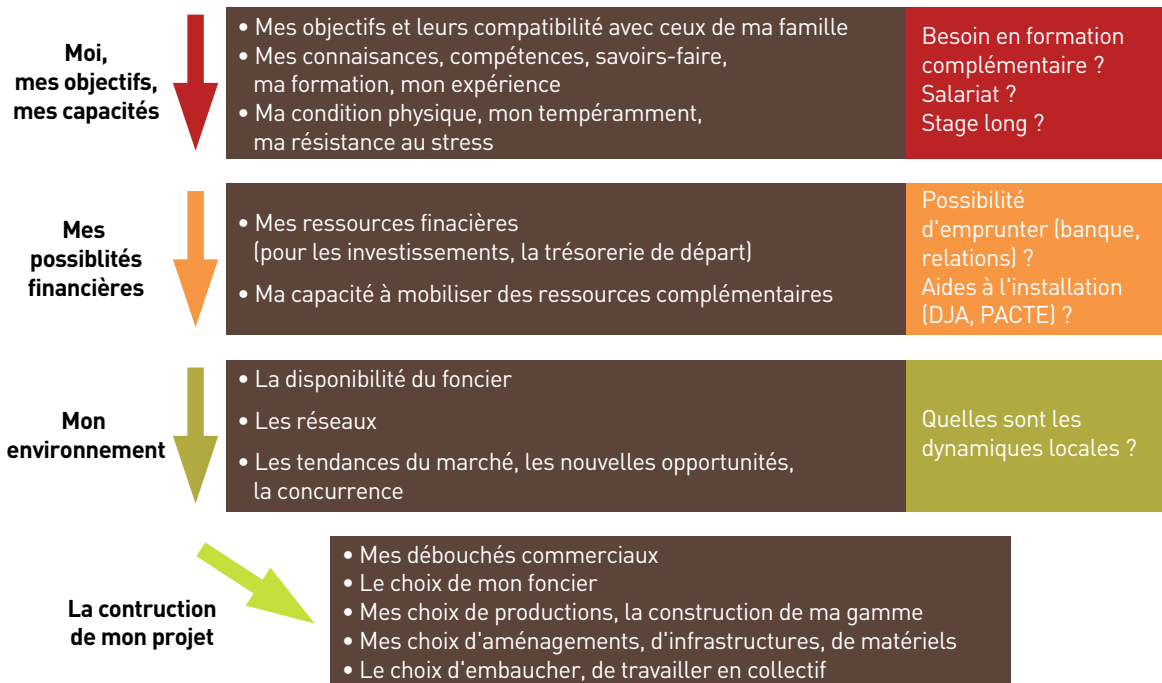 Moi,
mes objectifs,
mes capacités
• Mes objectifs et leurs compatibilité avec ceux de ma famille
• Mes connaissances, compétences, savoirs-faire,
ma formation, mon expérience
• Ma condition physique, mon tempéramment,
ma résistance au stress
Besoin en formation
complémentaire ?
Salariat ?
Stage long ?
Mes
possiblités
financières
• Mes ressources finacières
(pour les investissements, la trésorerie de départ)
• Ma capacité à mobiliser des ressources complémentaires
Possibilité
d'emprunter (banque,
relations) ?
Aides à l'installation
(DJA, PACTE) ?
Mon
environnement
• La disponibilité du foncier
• Les réseaux
• Les tendances du marché, les nouvelles opportunités,
la concurrence
Quelles sont les
dynamiques locales ?
La contruction
de mon projet
• Mes débouchés commerciaux
• Le choix de mon foncier
• Mes choix de productions, la construction de ma gamme
• Mes choix d'aménagements, d'infrastructures, de matériels
• Le choix d'embaucher, de travailler en collectif